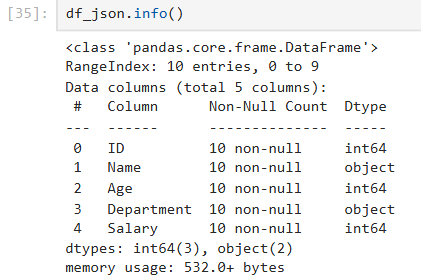 [35]: df_json.info()
<class 'pandas.core.frame.DataFrame'>
RangeIndex: 10 entries, 0 to 9
Data columns (total 5 columns):
 #   Column      Non-Null Count  Dtype
---  ------      --------------  -----
 0   ID          10 non-null     int64
 1   Name        10 non-null     object
 2   Age         10 non-null     int64
 3   Department  10 non-null     object
 4   Salary      10 non-null     int64
dtypes: int64(3), object(2)
memory usage: 532.0+ bytes